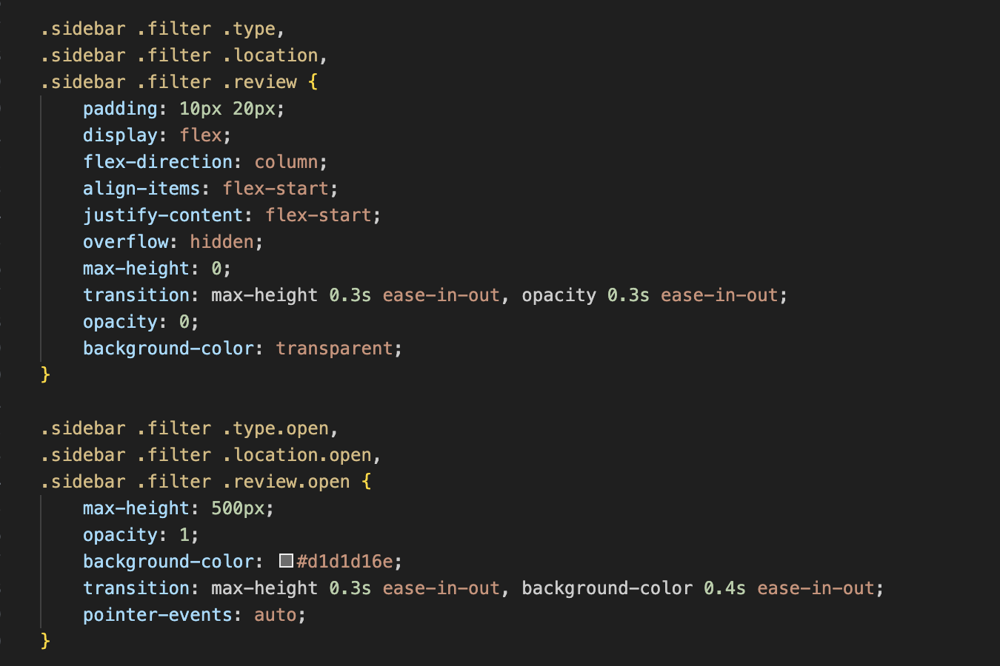 .sidebar .filter .type,
.sidebar .filter .location,
.sidebar .filter .review {
    padding: 10px 20px;
    display: flex;
    flex-direction: column;
    align-items: flex-start;
    justify-content: flex-start;
    overflow: hidden;
    max-height: 0;
    transition: max-height 0.3s ease-in-out, opacity 0.3s ease-in-out;
    opacity: 0;
    background-color: transparent;
}

.sidebar .filter .type.open,
.sidebar .filter .location.open,
.sidebar .filter .review.open {
    max-height: 500px;
    opacity: 1;
    background-color: #d1d1d16e;
    transition: max-height 0.3s ease-in-out, background-color 0.4s ease-in-out;
    pointer-events: auto;
}